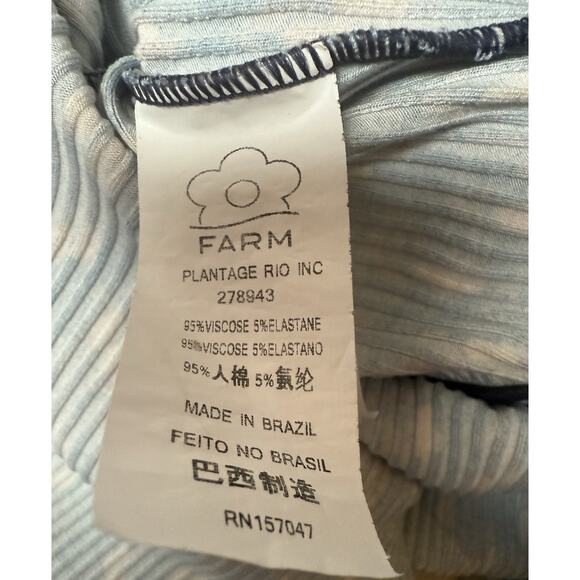 FARM
PLANTAGE RIO INC
278943
95%VISCOSE 5%ELASTANE
95%VISCOSE 5%ELASTANO
95%人棉 5%氨纶
MADE IN BRAZIL
FEITO NO BRASIL
巴西制造
RN157047